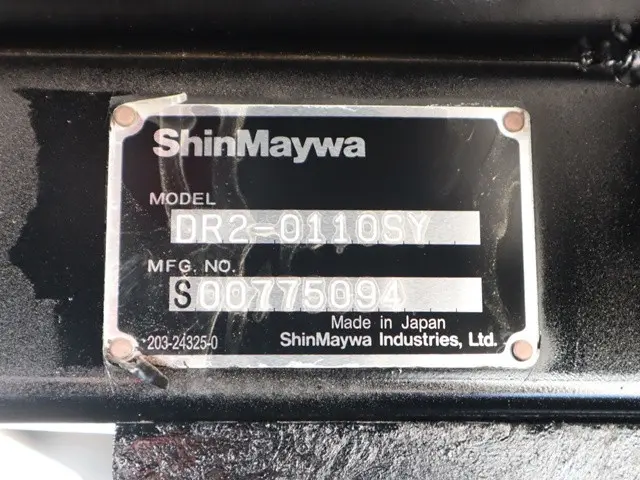 ShinMaywa
MODEL
DR2-0110SY
MFG. NO.
S00775094
Made in Japan
203-24325-0
ShinMaywa Industries, Ltd.